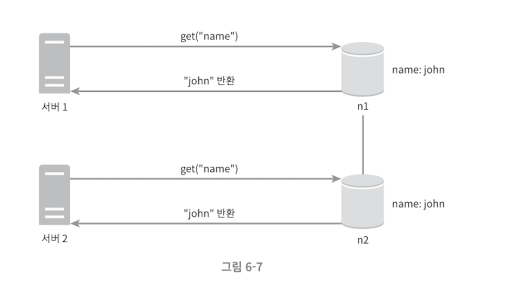 get("name")
"john" 반환
name: john
서버 1
n1
get("name")
"john" 반환
name: john
서버 2
n2
그림 6-7